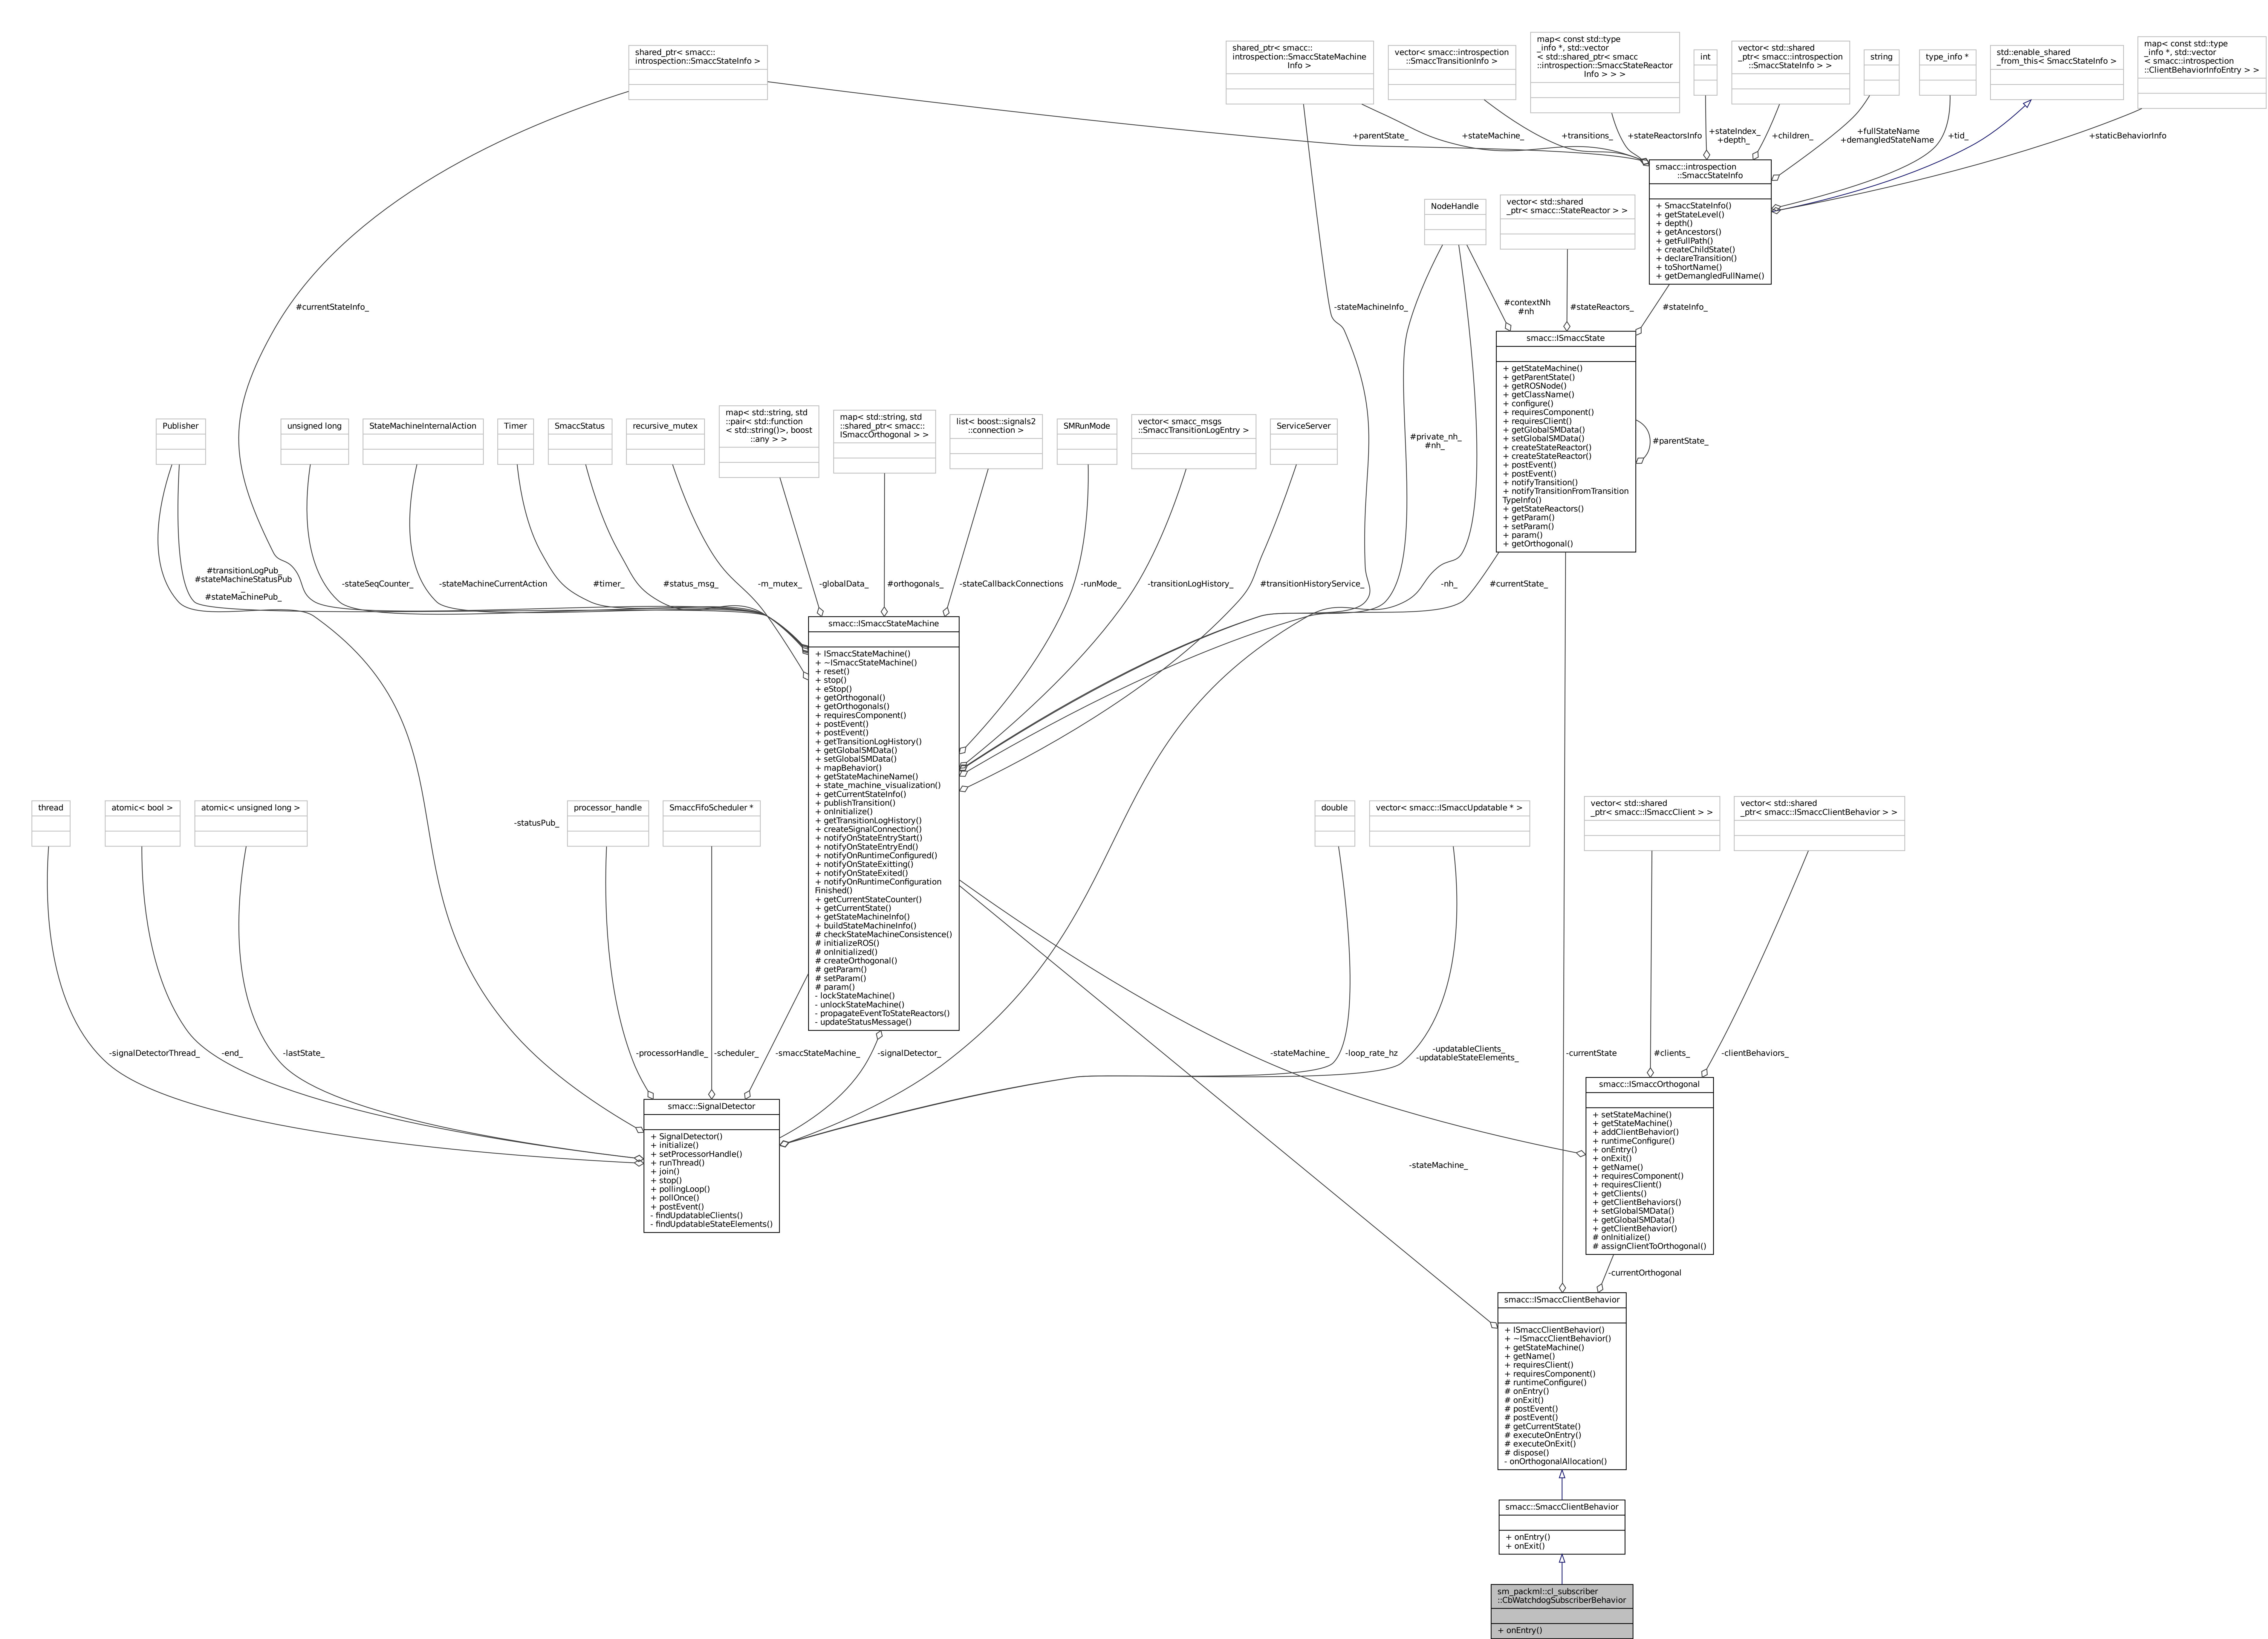 shared_ptr< smacc::
introspection::SmaccStateInfo >
shared_ptr< smacc::
introspection::SmaccStateMachine
Info >
vector< smacc::introspection
::SmaccTransitionInfo >
map< const std::type
_info *, std::vector
< std::shared_ptr< smacc
::introspection::SmaccStateReactor
Info > > >
int
vector< std::shared
_ptr< smacc::introspection
::SmaccStateInfo > >
string
type_info *
std::enable_shared
_from_this< SmaccStateInfo >
map< const std::type
_info *, std::vector
< smacc::introspection
::ClientBehaviorInfoEntry > >
+parentState_
+stateMachine_
+transitions_
+stateReactorsInfo
+stateIndex_
+depth_
+children_
+fullStateName
+demangledStateName
+tid_
+staticBehaviorInfo
smacc::introspection
::SmaccStateInfo
+ SmaccStateInfo()
+ getStateLevel()
+ depth()
+ getAncestors()
+ getFullPath()
+ createChildState()
+ declareTransition()
+ toShortName()
+ getDemangledFullName()
NodeHandle
vector< std::shared
_ptr< smacc::StateReactor > >
#currentStateInfo_
-stateMachineInfo_
#contextNh
#nh
#stateReactors_
#stateInfo_
smacc::ISmaccState
+ getStateMachine()
+ getParentState()
+ getROSNode()
+ getClassName()
+ configure()
+ requiresComponent()
+ requiresClient()
+ getGlobalSMData()
+ setGlobalSMData()
+ createStateReactor()
+ createStateReactor()
+ postEvent()
+ postEvent()
+ notifyTransition()
+ notifyTransitionFromTransition
TypeInfo()
+ getStateReactors()
+ getParam()
+ setParam()
+ param()
+ getOrthogonal()
#parentState_
#private_nh_
#nh_
Publisher
unsigned long
StateMachineInternalAction
Timer
SmaccStatus
recursive_mutex
map< std::string, std
::pair< std::function
< std::string()>, boost
::any > >
map< std::string, std
::shared_ptr< smacc::
ISmaccOrthogonal > >
list< boost::signals2
::connection >
SMRunMode
vector< smacc_msgs
::SmaccTransitionLogEntry >
ServiceServer
#transitionLogPub_
#stateMachineStatusPub
_
#stateMachinePub_
-stateSeqCounter_
-stateMachineCurrentAction
#timer_
#status_msg_
-m_mutex_
-globalData_
#orthogonals_
-stateCallbackConnections
-runMode_
-transitionLogHistory_
#transitionHistoryService_
-nh_
#currentState_
smacc::ISmaccStateMachine
+ ISmaccStateMachine()
+ ~ISmaccStateMachine()
+ reset()
+ stop()
+ eStop()
+ getOrthogonal()
+ getOrthogonals()
+ requiresComponent()
+ postEvent()
+ postEvent()
+ getTransitionLogHistory()
+ getGlobalSMData()
+ setGlobalSMData()
+ mapBehavior()
+ getStateMachineName()
+ state_machine_visualization()
+ getCurrentStateInfo()
+ publishTransition()
+ onInitialize()
+ getTransitionLogHistory()
+ createSignalConnection()
+ notifyOnStateEntryStart()
+ notifyOnStateEntryEnd()
+ notifyOnRuntimeConfigured()
+ notifyOnStateExitting()
+ notifyOnStateExited()
+ notifyOnRuntimeConfiguration
Finished()
+ getCurrentStateCounter()
+ getCurrentState()
+ getStateMachineInfo()
+ buildStateMachineInfo()
# checkStateMachineConsistence()
# initializeROS()
# onInitialized()
# createOrthogonal()
# getParam()
# setParam()
# param()
- lockStateMachine()
- unlockStateMachine()
- propagateEventToStateReactors()
- updateStatusMessage()
thread
atomic< bool >
atomic< unsigned long >
-statusPub_
processor_handle
SmaccFifoScheduler *
double
vector< smacc::ISmaccUpdatable * >
vector< std::shared
_ptr< smacc::ISmaccClient > >
vector< std::shared
_ptr< smacc::ISmaccClientBehavior > >
-signalDetectorThread_
-end_
-lastState_
-processorHandle_
-scheduler_
-smaccStateMachine_
-signalDetector_
-stateMachine_
-loop_rate_hz
-updatableClients_
-updatableStateElements_
-currentState
#clients_
-clientBehaviors_
smacc::SignalDetector
+ SignalDetector()
+ initialize()
+ setProcessorHandle()
+ runThread()
+ join()
+ stop()
+ pollingLoop()
+ pollOnce()
+ postEvent()
- findUpdatableClients()
- findUpdatableStateElements()
smacc::ISmaccOrthogonal
+ setStateMachine()
+ getStateMachine()
+ addClientBehavior()
+ runtimeConfigure()
+ onEntry()
+ onExit()
+ getName()
+ requiresComponent()
+ requiresClient()
+ getClients()
+ getClientBehaviors()
+ setGlobalSMData()
+ getGlobalSMData()
+ getClientBehavior()
# onInitialize()
# assignClientToOrthogonal()
-stateMachine_
-currentOrthogonal
smacc::ISmaccClientBehavior
+ ISmaccClientBehavior()
+ ~ISmaccClientBehavior()
+ getStateMachine()
+ getName()
+ requiresClient()
+ requiresComponent()
# runtimeConfigure()
# onEntry()
# onExit()
# postEvent()
# postEvent()
# getCurrentState()
# executeOnEntry()
# executeOnExit()
# dispose()
- onOrthogonalAllocation()
smacc::SmaccClientBehavior
+ onEntry()
+ onExit()
sm_packml::cl_subscriber
::CbWatchdogSubscriberBehavior
+ onEntry()